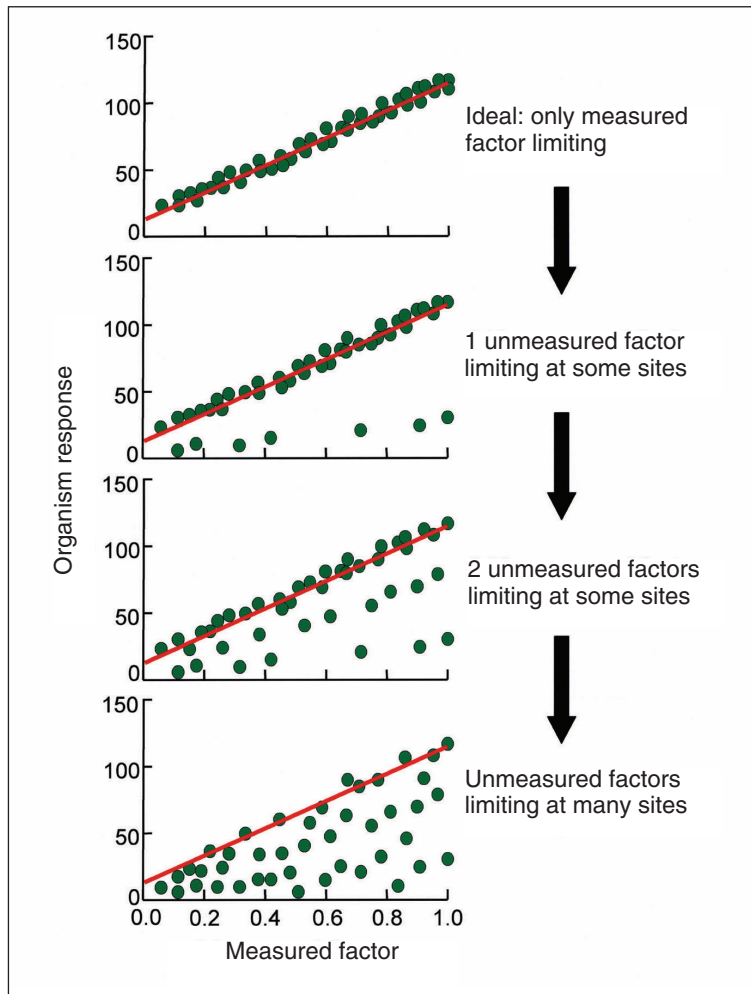 150
100
50
0
Ideal: only measured
factor limiting
150
100
50
0
1 unmeasured factor
limiting at some sites
Organism response
150
100
50
0
2 unmeasured factors
limiting at some sites
150
100
50
0
Unmeasured factors
limiting at many sites
0.0 0.2 0.4 0.6 0.8 1.0
Measured factor